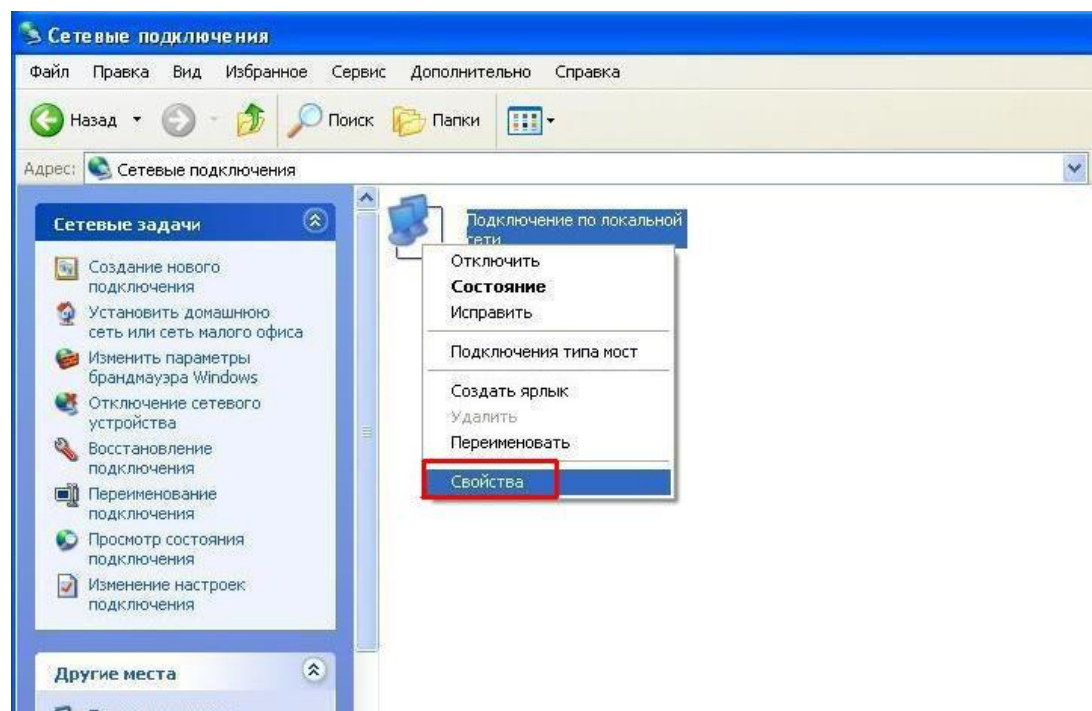 Сетевые подключения
Файл Правка Вид Избранное Сервис Дополнительно Справка
Назад Поиск Папки
Адрес: Сетевые подключения
Сетевые задачи
Создание нового
подключения
Установить домашнюю
сеть или сеть малого офиса
Изменить параметры
брандмауэра Windows
Отключение сетевого
устройства
Восстановление
подключения
Переименование
подключения
Просмотр состояния
подключения
Изменение настроек
подключения
Другие места
Подключение по локальной
сети
Отключить
Состояние
Исправить
Подключения типа мост
Создать ярлык
Удалить
Переименовать
Свойства